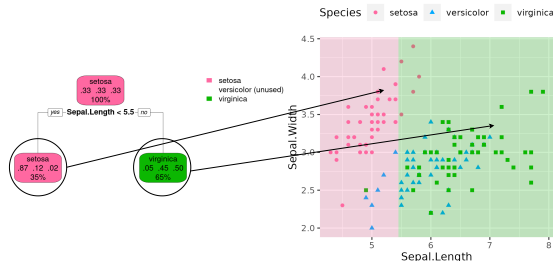 Species setosa versicolor virginica
setosa
.33 .33 .33
100%
yes Sepal.Length < 5.5 no
setosa
.87 .12 .02
35%
virginica
.05 .45 .50
65%
setosa
versicolor (unused)
virginica
Sepal.Width
4.5
4.0
3.5
3.0
2.5
2.0
5 6 7 8
Sepal.Length